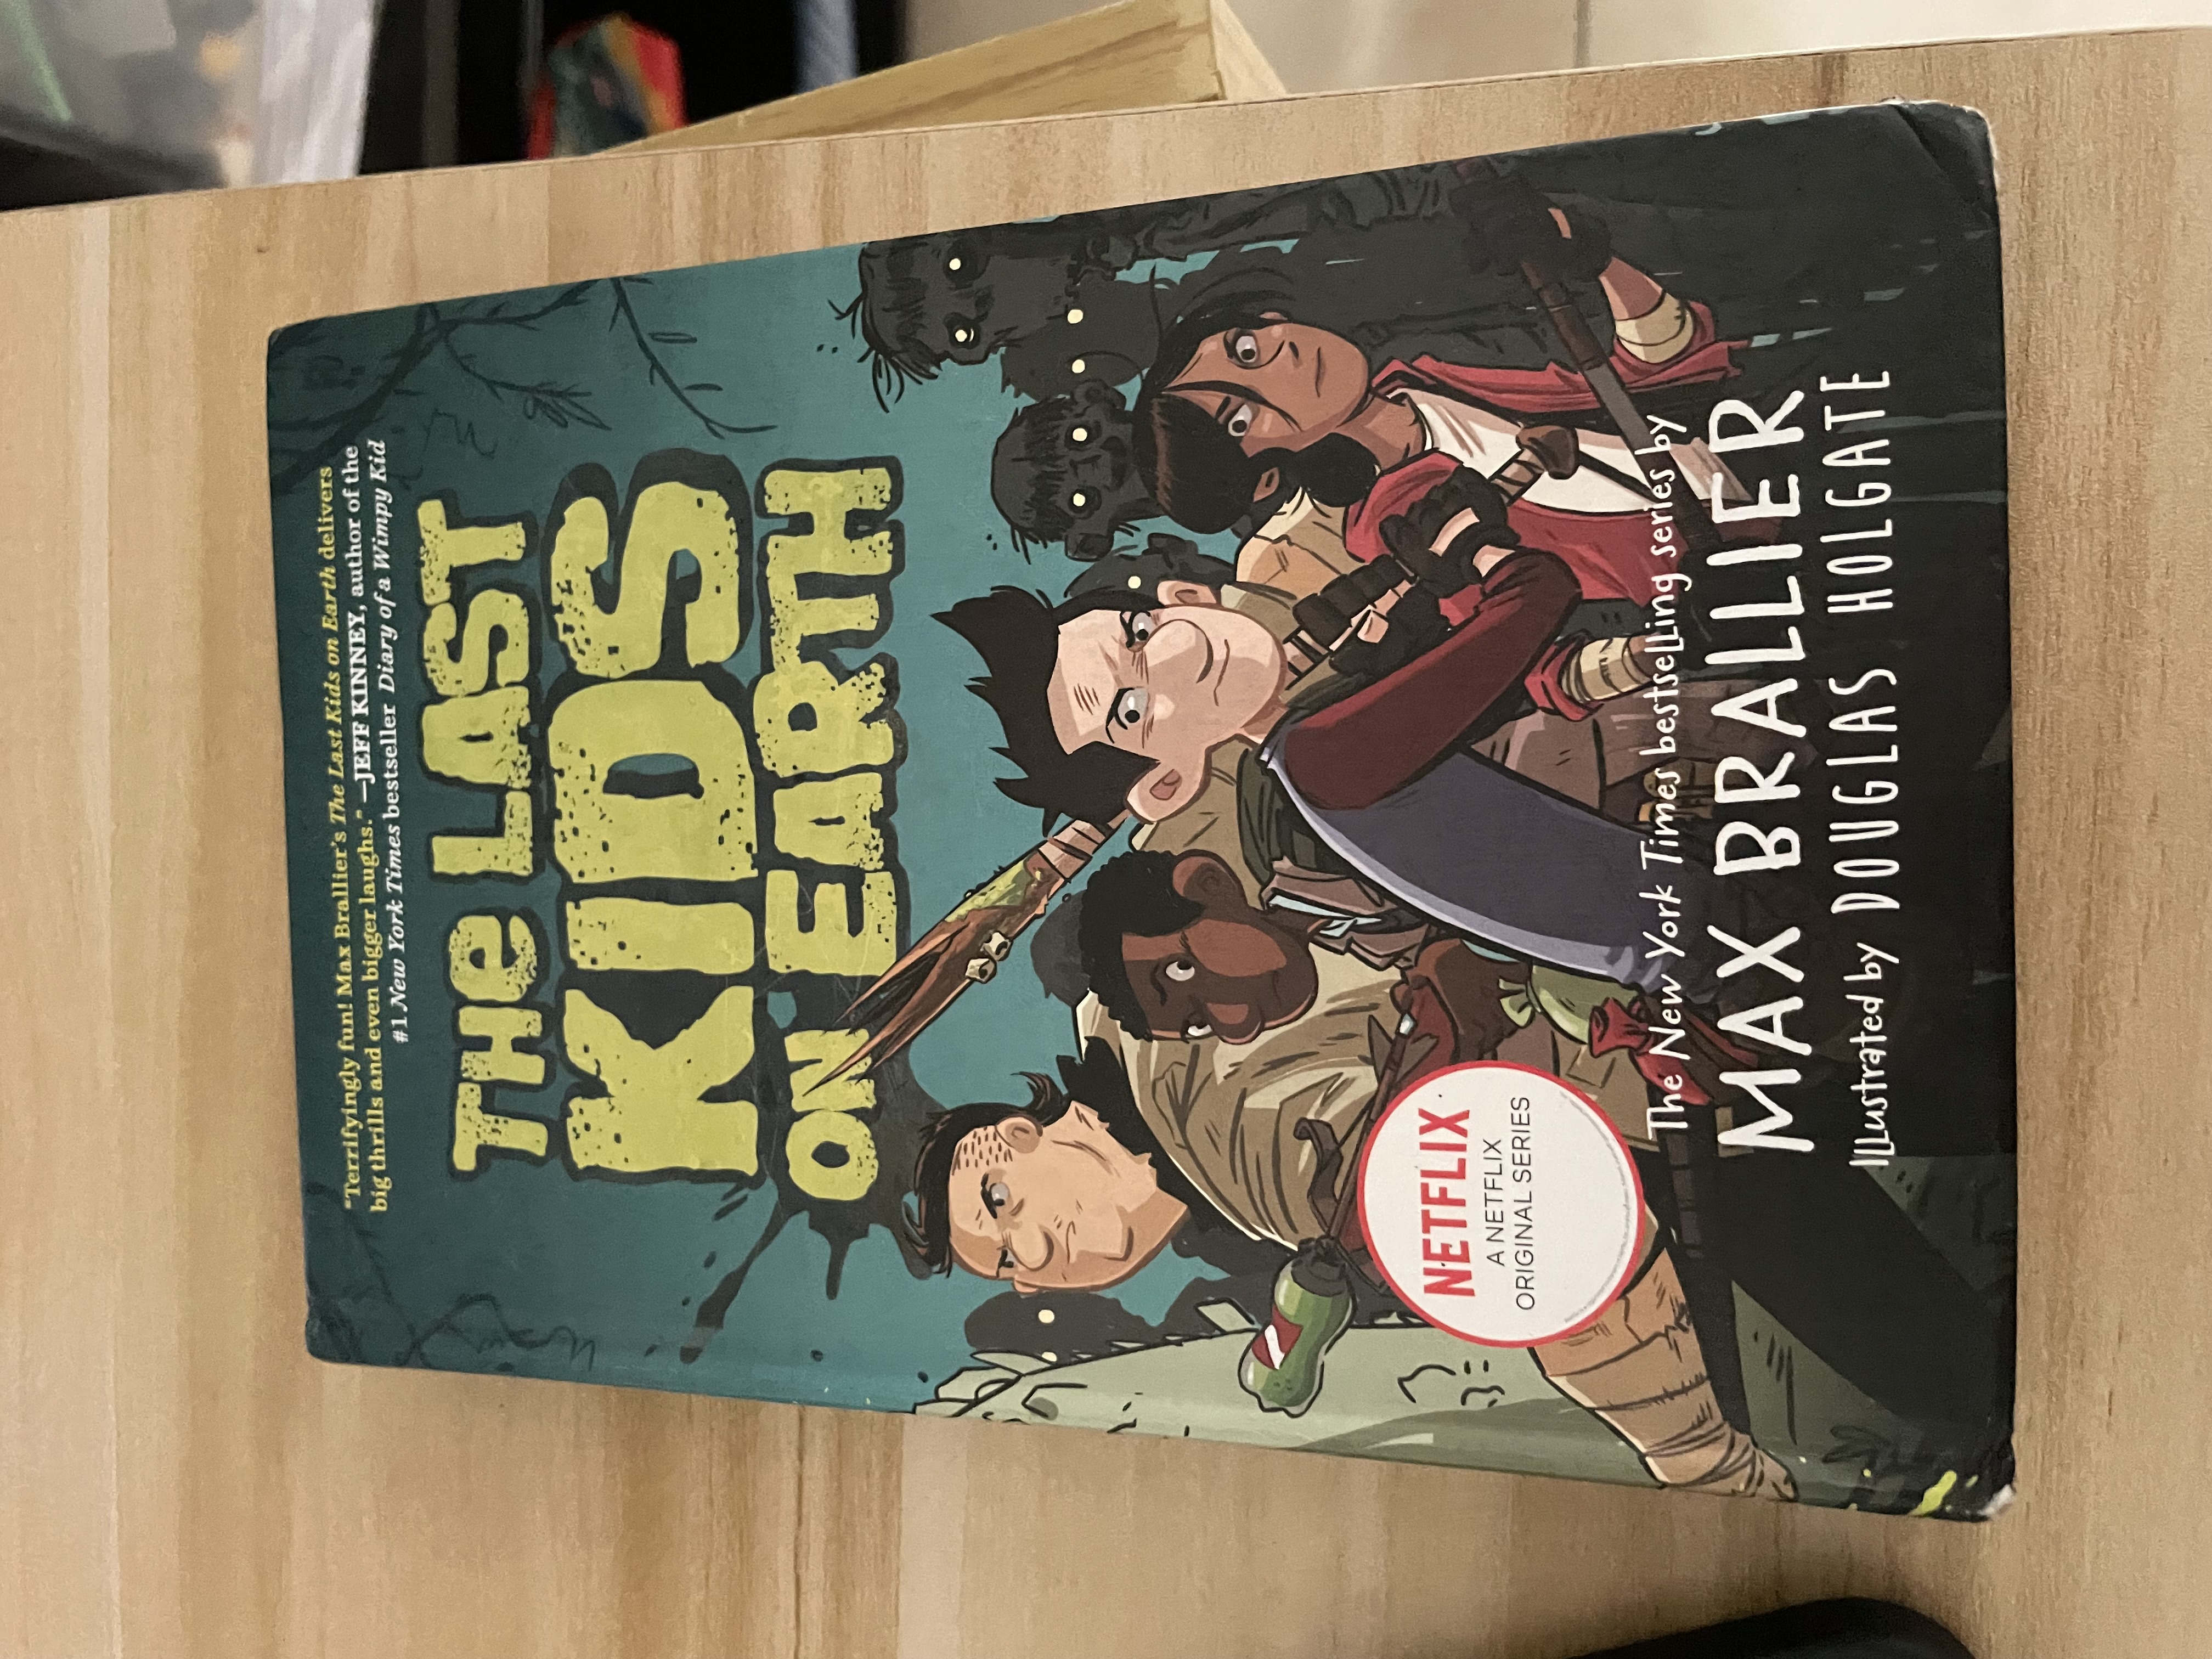 "Terrifyingly fun! Max Brallier's The Last Kids on Earth delivers
big thrills and even bigger laughs." —JEFF KINNEY, author of the
#1 New York Times bestseller Diary of a Wimpy Kid
THe LAST
KIDS
ON EARTH
NETFLIX
A NETFLIX
ORIGINAL SERIES
The New York Times bestselling series by
MAX BRALLIER
Illustrated by DOUGLAS HOLGATE